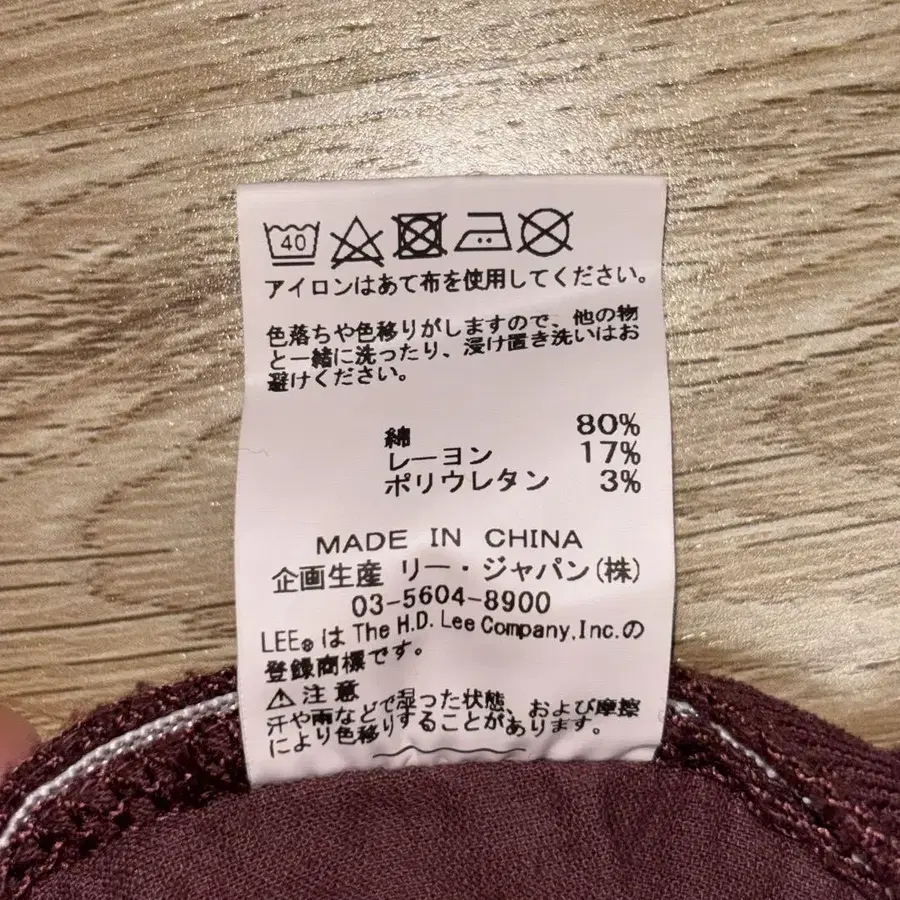 40
アイロンはあて布を使用してください。
色落ちや色移りがしますので、他の物
と一緒に洗ったり、浸け置き洗いはお
避けください。
綿 80%
レーヨン 17%
ポリウレタン 3%
MADE IN CHINA
企画生産 リー・ジャパン(株)
03-5604-8900
LEE®は The H.D. Lee Company, Inc.の
登録商標です。
⚠注意
汗や雨などで湿った状態、および摩擦
により色移りすることがあります。